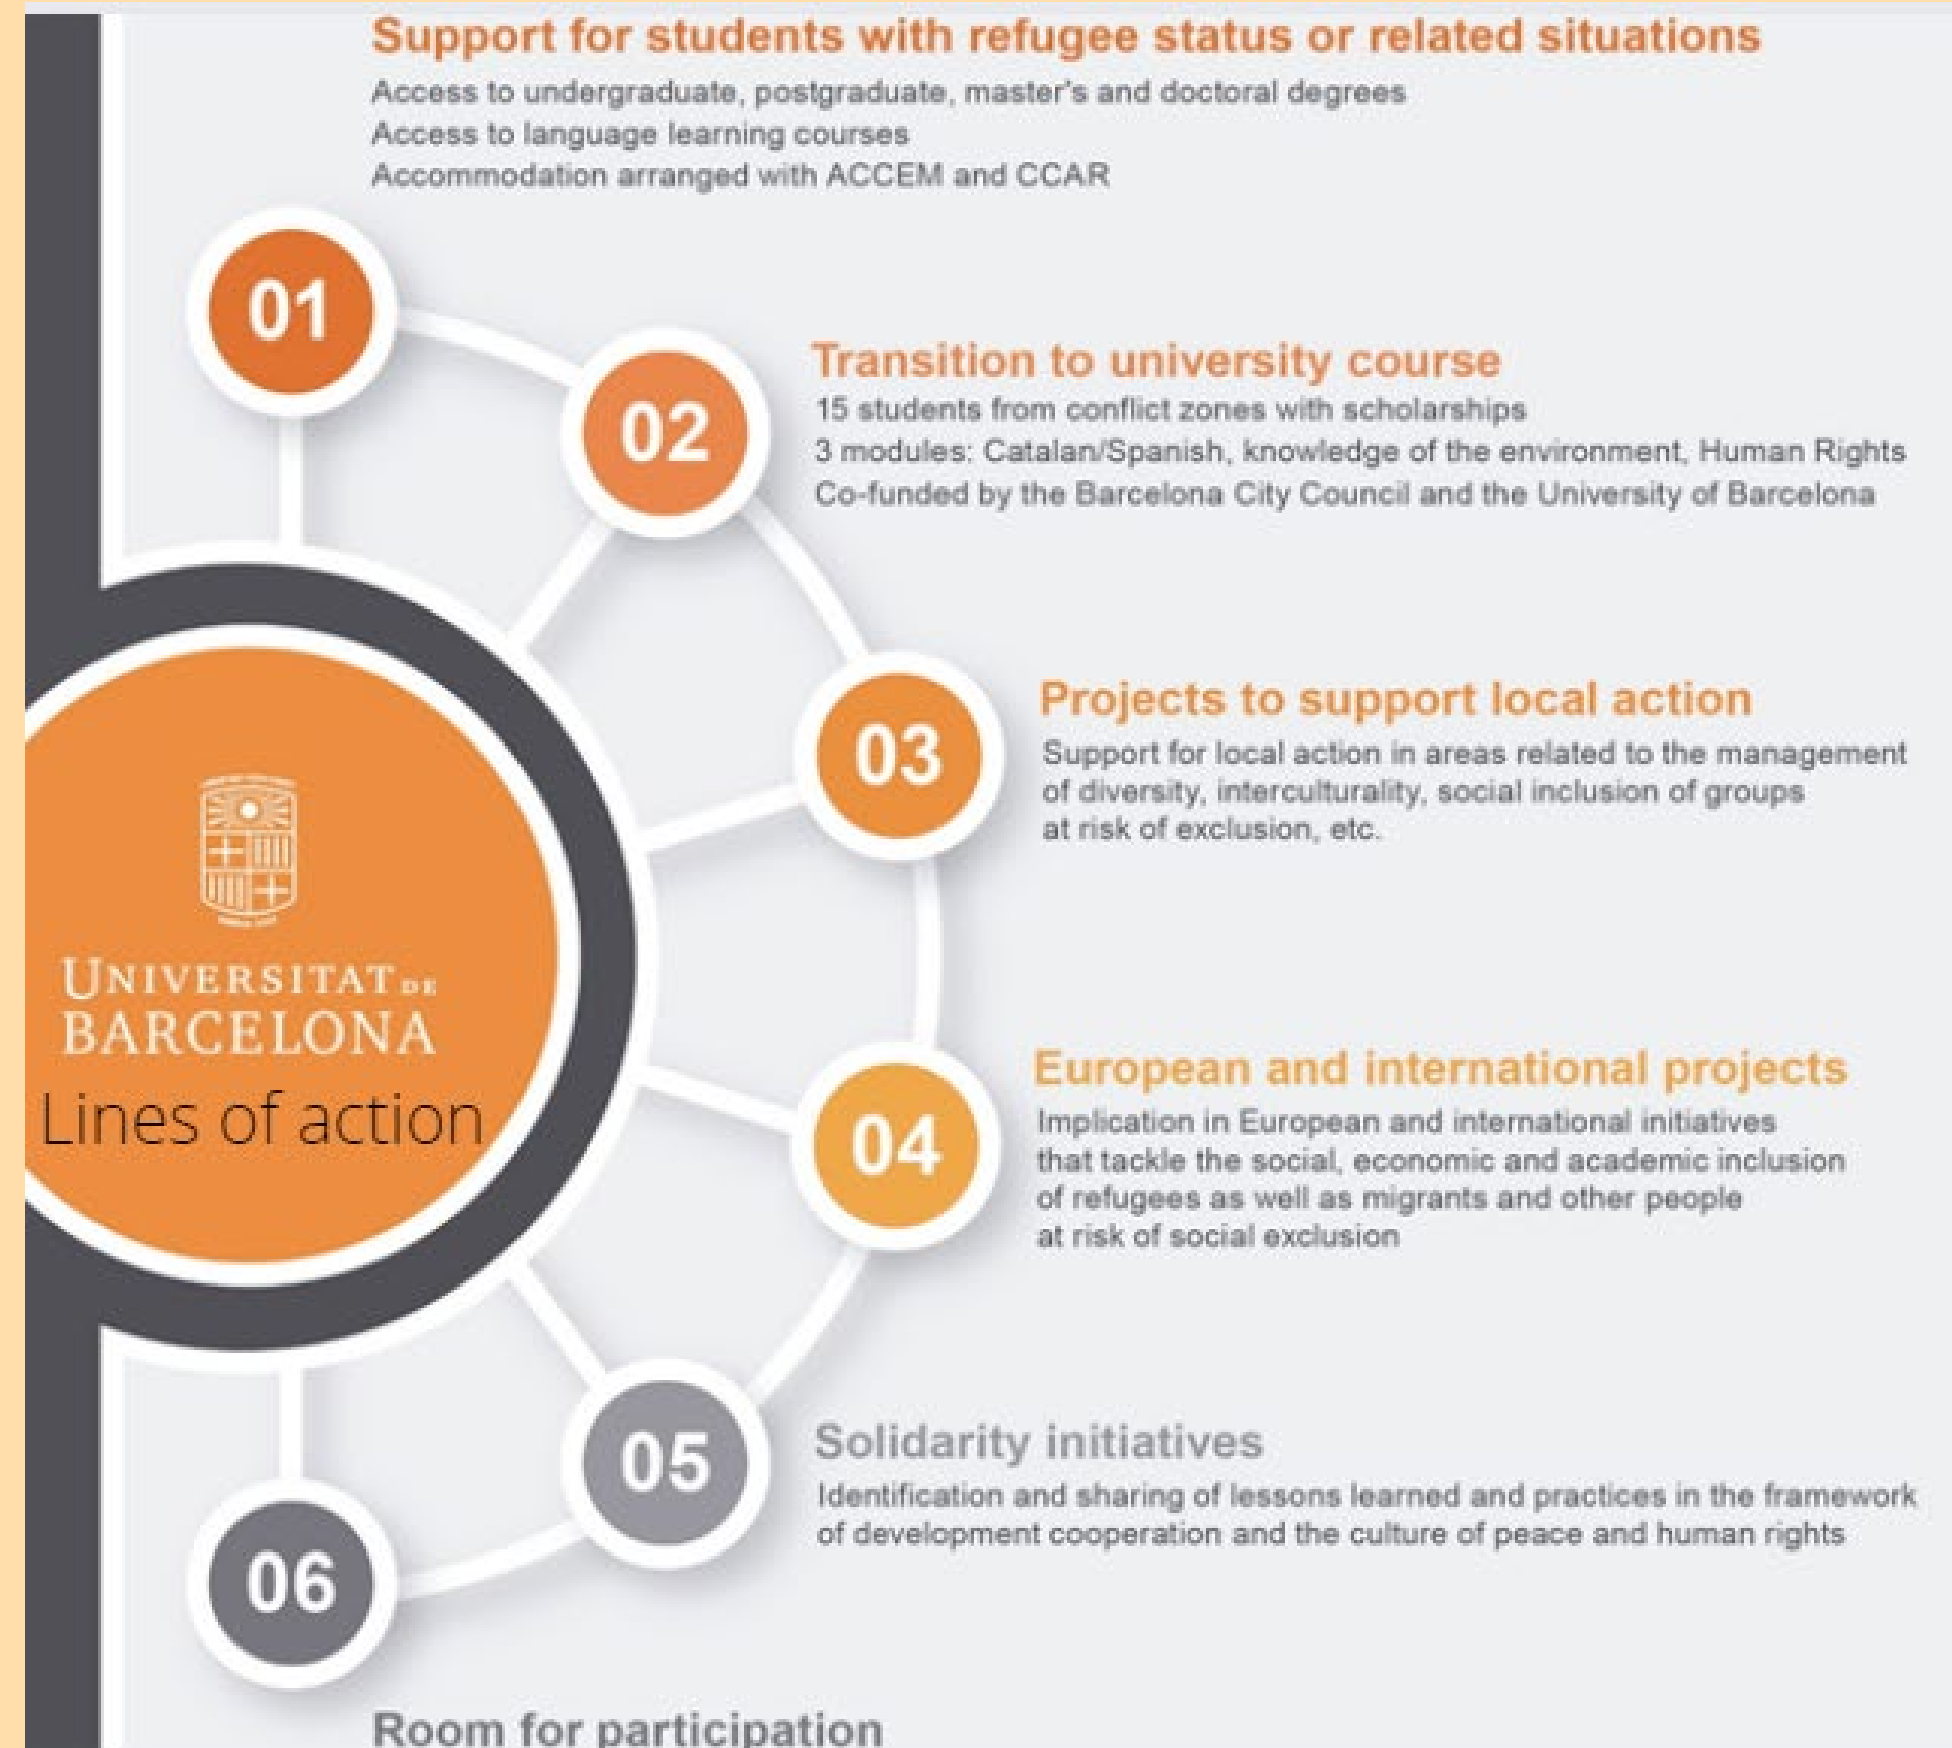 Support for students with refugee status or related situations
Access to undergraduate, postgraduate, master's and doctoral degrees
Access to language learning courses
Accommodation arranged with ACCEM and CCAR
01
02
Transition to university course
15 students from conflict zones with scholarships
3 modules: Catalan/Spanish, knowledge of the environment, Human Rights
Co-funded by the Barcelona City Council and the University of Barcelona
03
Projects to support local action
Support for local action in areas related to the management
of diversity, interculturality, social inclusion of groups
at risk of exclusion, etc.
UNIVERSITAT DE
BARCELONA
Lines of action
04
European and international projects
Implication in European and international initiatives
that tackle the social, economic and academic inclusion
of refugees as well as migrants and other people
at risk of social exclusion
05
Solidarity initiatives
Identification and sharing of lessons learned and practices in the framework
of development cooperation and the culture of peace and human rights
06
Room for participation